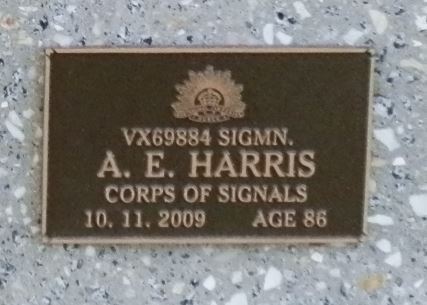 VX69884 SIGMN.
A. E. HARRIS
CORPS OF SIGNALS
10. 11. 2009 AGE 86